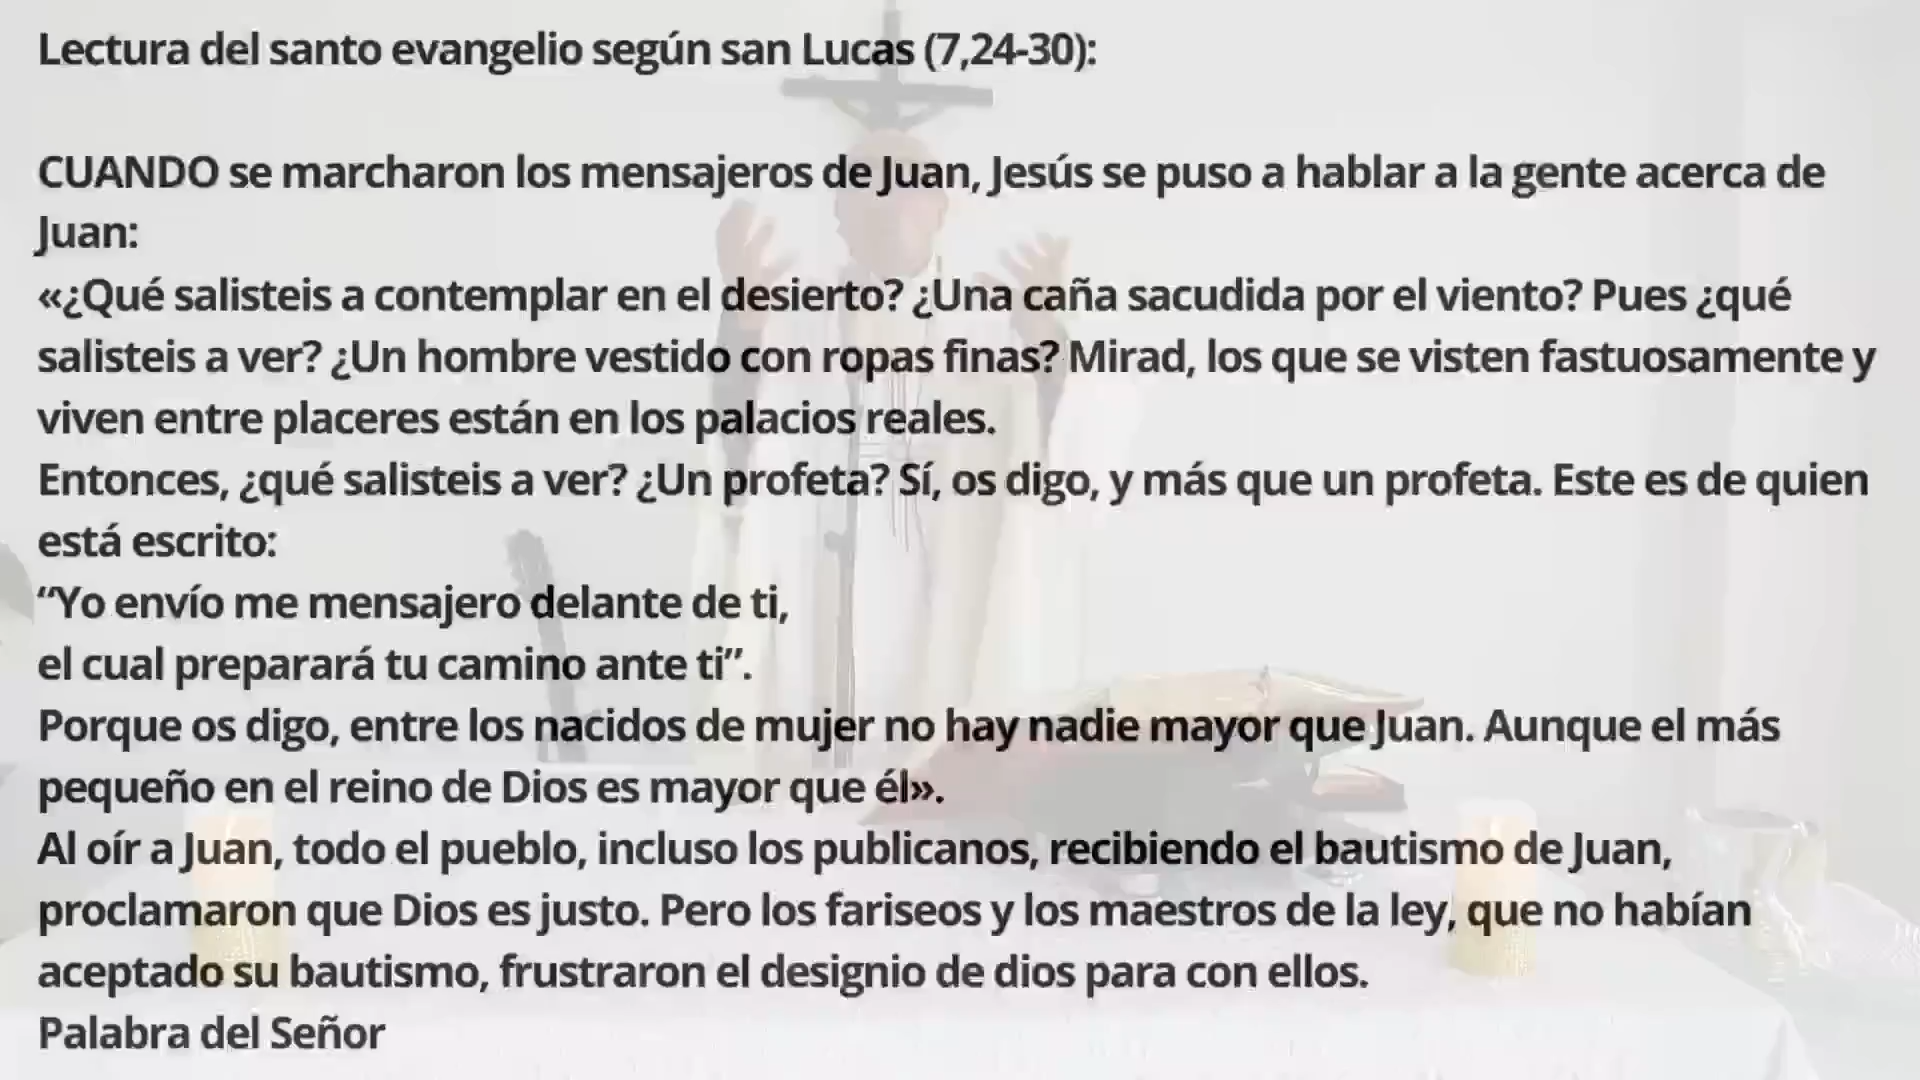 Lectura del santo evangelio según san Lucas (7,24-30):
CUANDO se marcharon los mensajeros de Juan, Jesús se puso a hablar a la gente acerca de
Juan:
«¿Qué salisteis a contemplar en el desierto? ¿Una caña sacudida por el viento? Pues ¿qué
salisteis a ver? ¿Un hombre vestido con ropas finas? Mirad, los que se visten fastuosamente y
viven entre placeres están en los palacios reales.
Entonces, ¿qué salisteis a ver? ¿Un profeta? Sí, os digo, y más que un profeta. Este es de quien
está escrito:
“Yo envío me mensajero delante de ti,
el cual preparará tu camino ante ti”.
Porque os digo, entre los nacidos de mujer no hay nadie mayor que Juan. Aunque el más
pequeño en el reino de Dios es mayor que él».
Al oír a Juan, todo el pueblo, incluso los publicanos, recibiendo el bautismo de Juan,
proclamaron que Dios es justo. Pero los fariseos y los maestros de la ley, que no habían
aceptado su bautismo, frustraron el designio de dios para con ellos.
Palabra del Señor